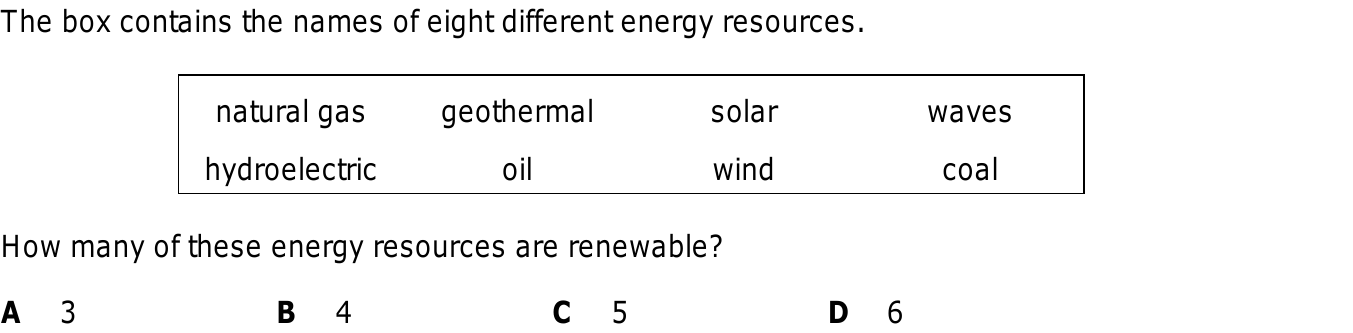 The box contains the names of eight different energy resources.
natural gas geothermal solar waves
hydroelectric oil wind coal
How many of these energy resources are renewable?
A 3 B 4 C 5 D 6